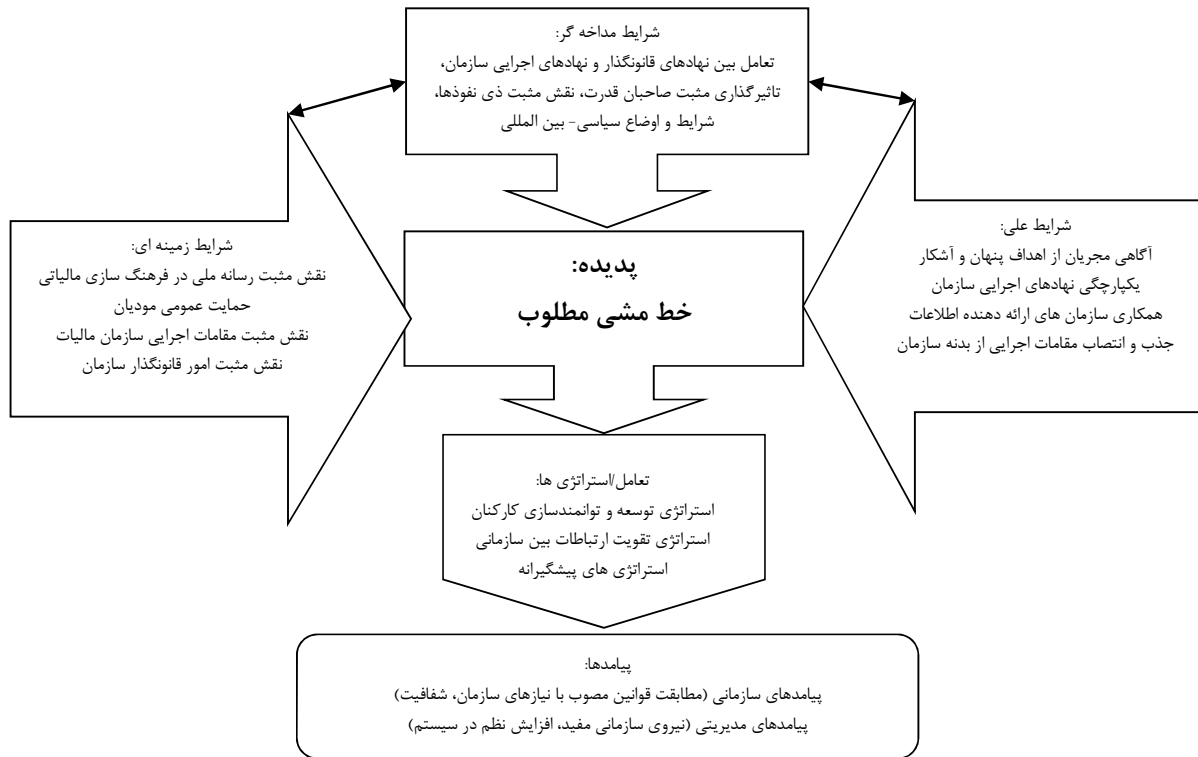 شرایط مداخه گر:
تعامل بین نهادهای قانونگذار و نهادهای اجرایی سازمان،
تاثیرگذاری مثبت صاحبان قدرت، نقش مثبت ذی نفوذها،
شرایط و اوضاع سیاسی- بین المللی
شرایط علی:
آگاهی مجریان از اهداف پنهان و آشکار
یکپارچگی نهادهای اجرایی سازمان
همکاری سازمان های ارائه دهنده اطلاعات
جذب و انتصاب مقامات اجرایی از بدنه سازمان
پدیده:
خط مشی مطلوب
شرایط زمینه ای:
نقش مثبت رسانه ملی در فرهنگ سازی مالیاتی
حمایت عمومی مودیان
نقش مثبت مقامات اجرایی سازمان مالیات
نقش مثبت امور قانونگذار سازمان
تعامل/استراتژی ها:
استراتژی توسعه و توانمندسازی کارکنان
استراتژی تقویت ارتباطات بین سازمانی
استراتژی های پیشگیرانه
پیامدها:
پیامدهای سازمانی (مطابقت قوانین مصوب با نیازهای سازمان، شفافیت)
پیامدهای مدیریتی (نیروی سازمانی مفید، افزایش نظم در سیستم)